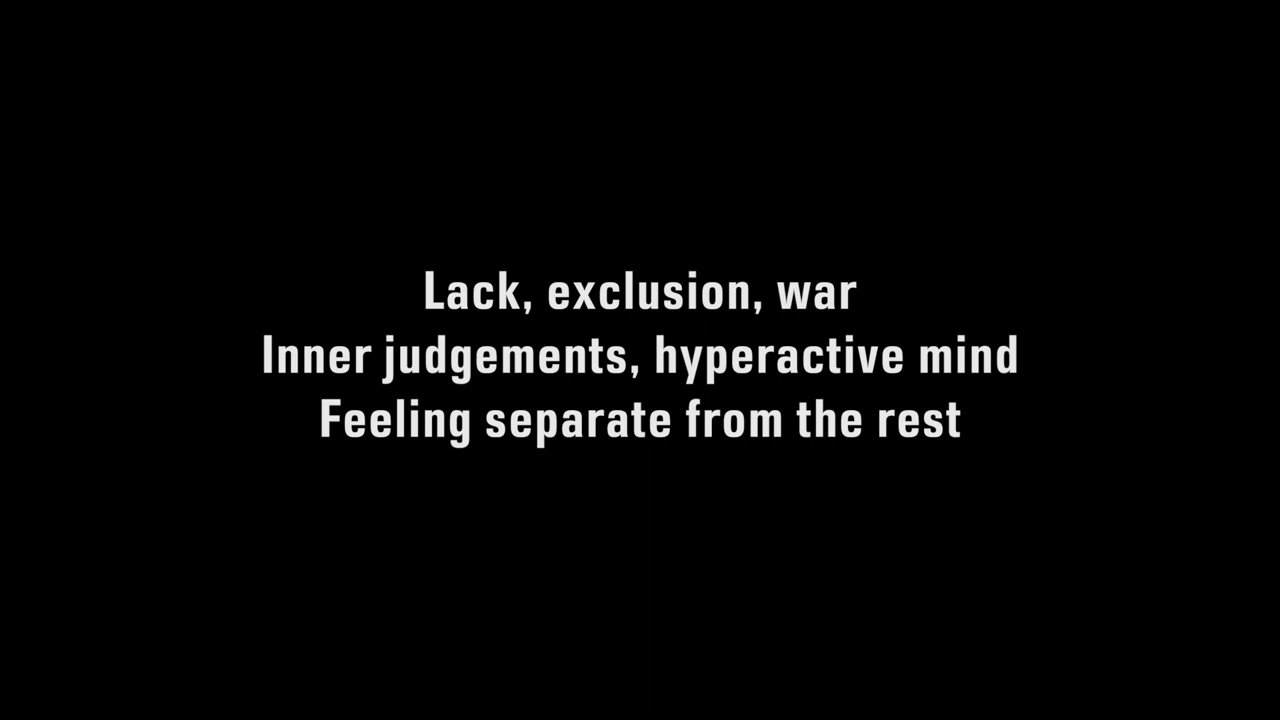 Lack, exclusion, war
Inner judgements, hyperactive mind
Feeling separate from the rest